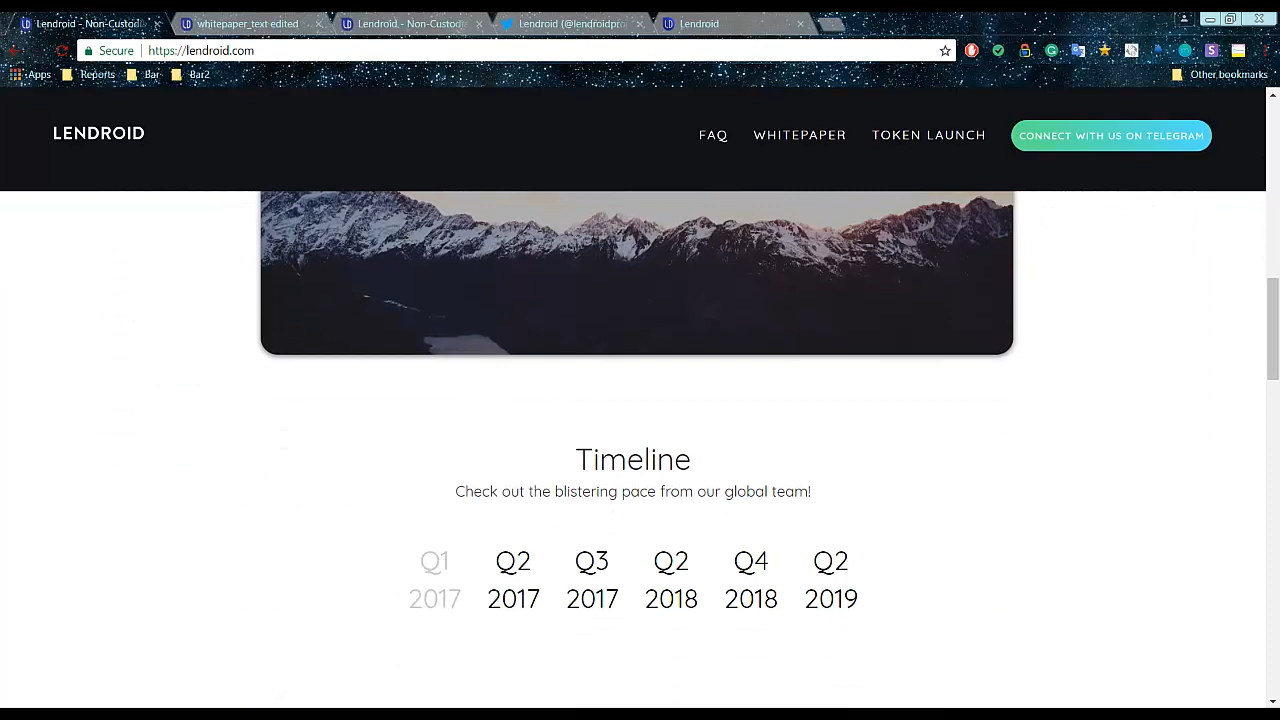 Lendroid - Non-Custod
whitepaper_text edited
Lendroid - Non-Custod
Lendroid (@lendroidpro
Lendroid
Secure
https://lendroid.com
Apps
Reports
Bar
Bar2
Other bookmarks
LENDROID
FAQ
WHITEPAPER
TOKEN LAUNCH
CONNECT WITH US ON TELEGRAM
Timeline
Check out the blistering pace from our global team!
Q1 Q2 Q3 Q2 Q4 Q2
2017 2017 2017 2018 2018 2019